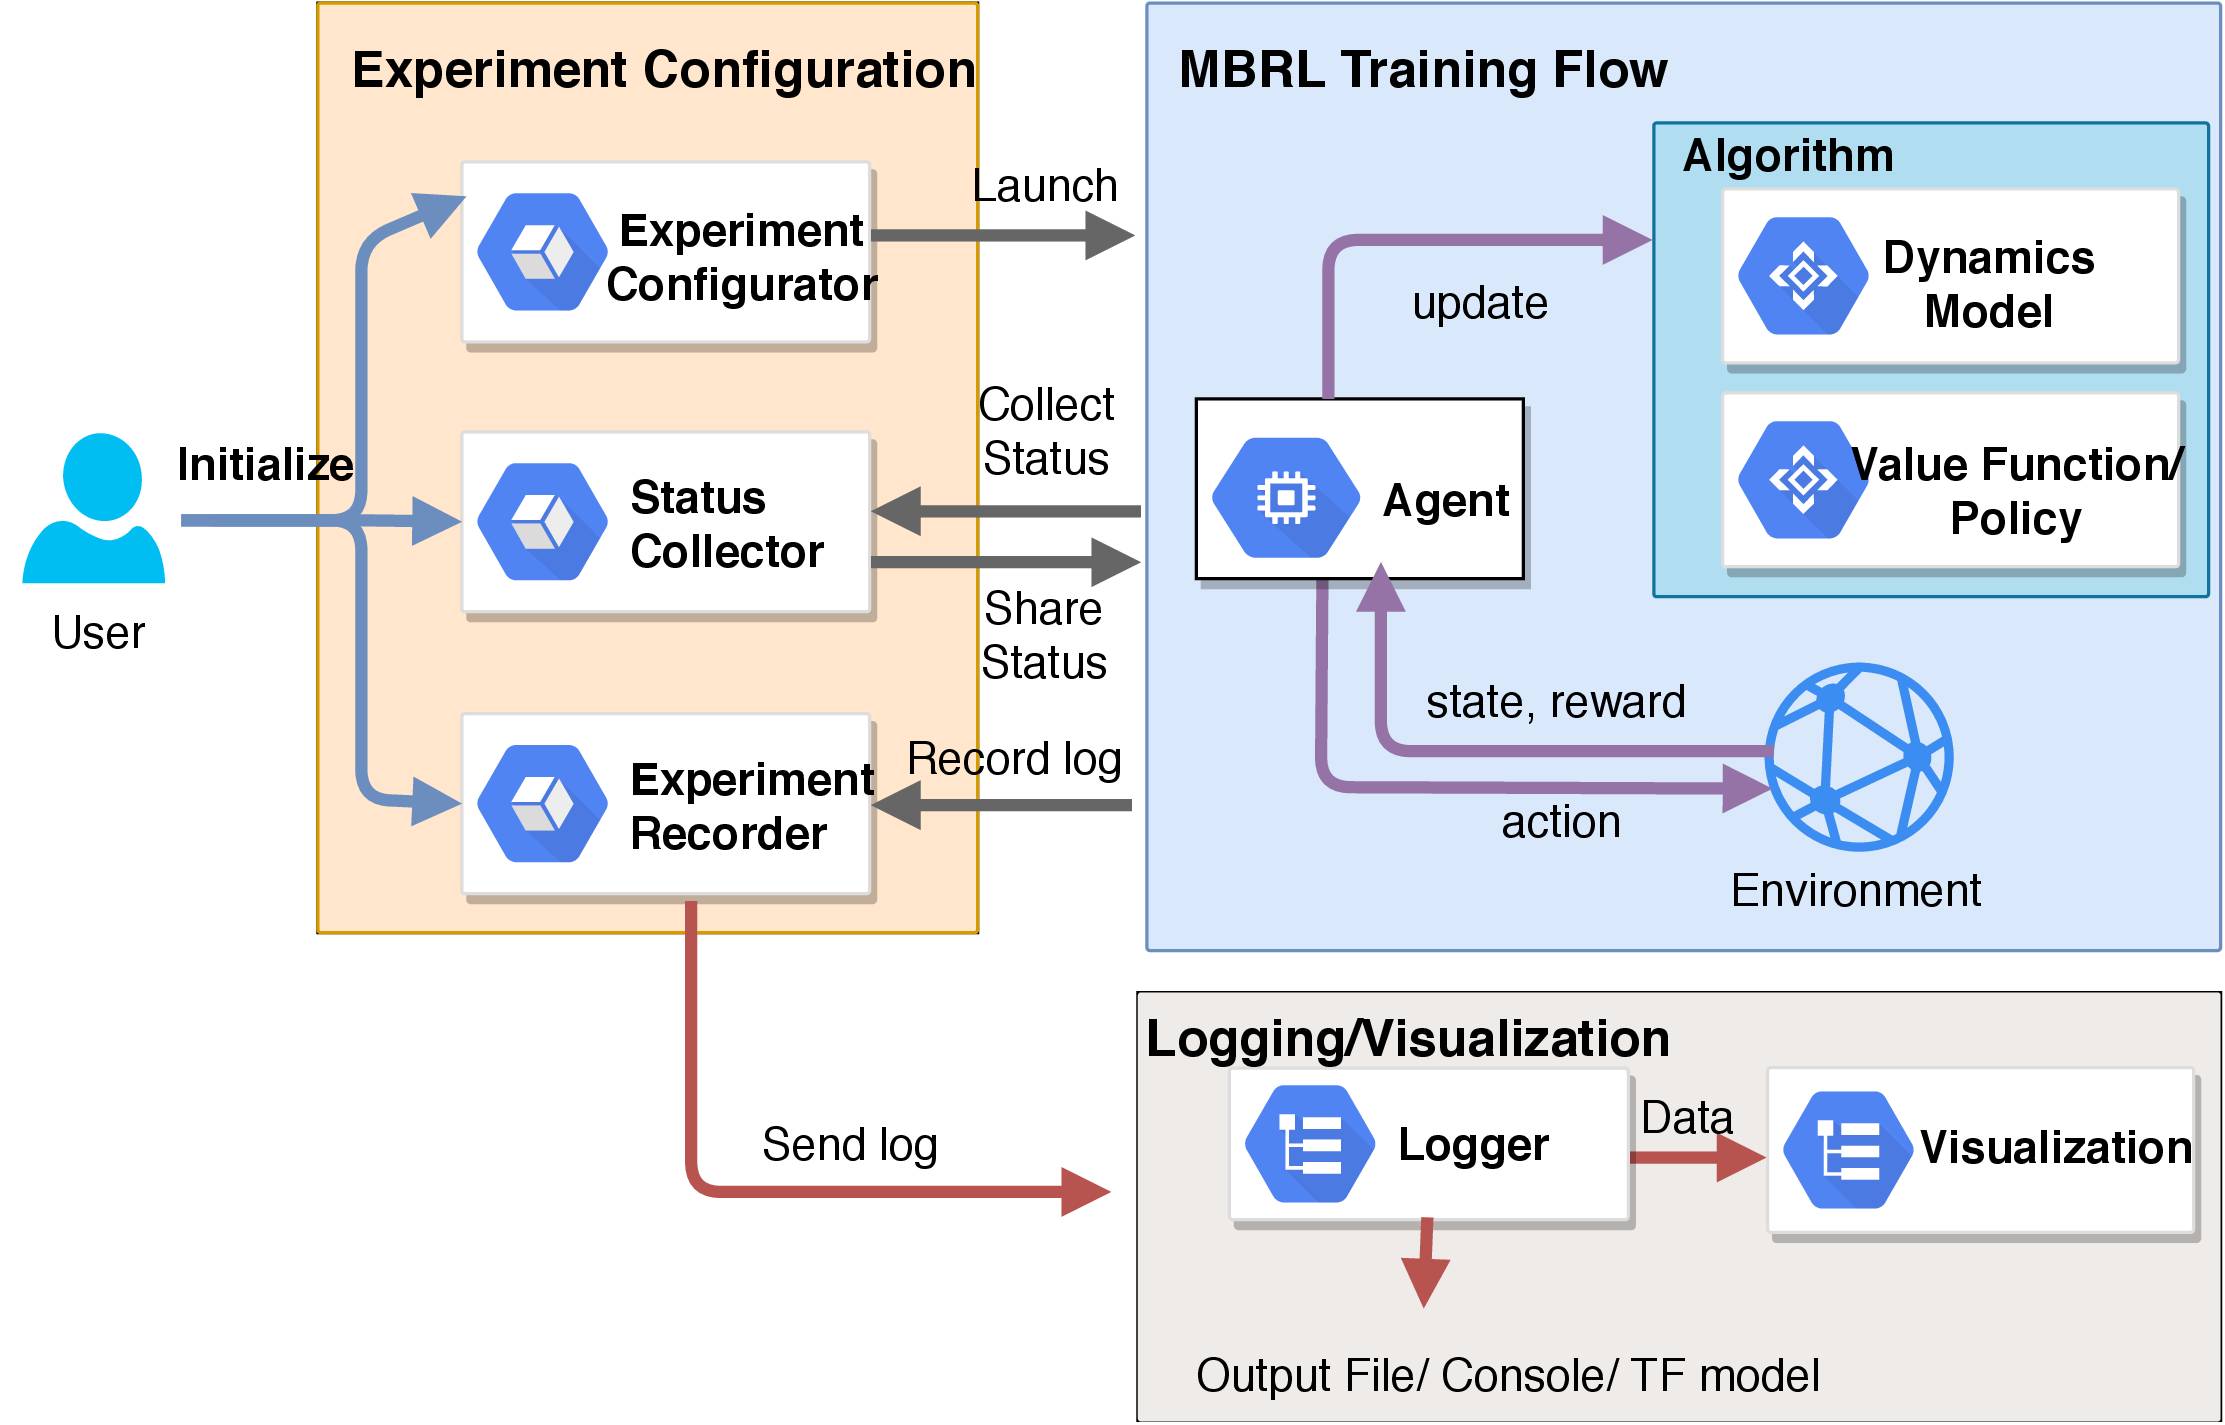 Experiment Configuration
Experiment
Configurator
Launch
Initialize
User
Status
Collector
Collect
Status
Share
Status
Experiment
Recorder
Record log
Send log
MBRL Training Flow
Algorithm
Dynamics
Model
Value Function/
Policy
update
Agent
state, reward
action
Environment
Logging/Visualization
Logger
Data
Visualization
Output File/ Console/ TF model